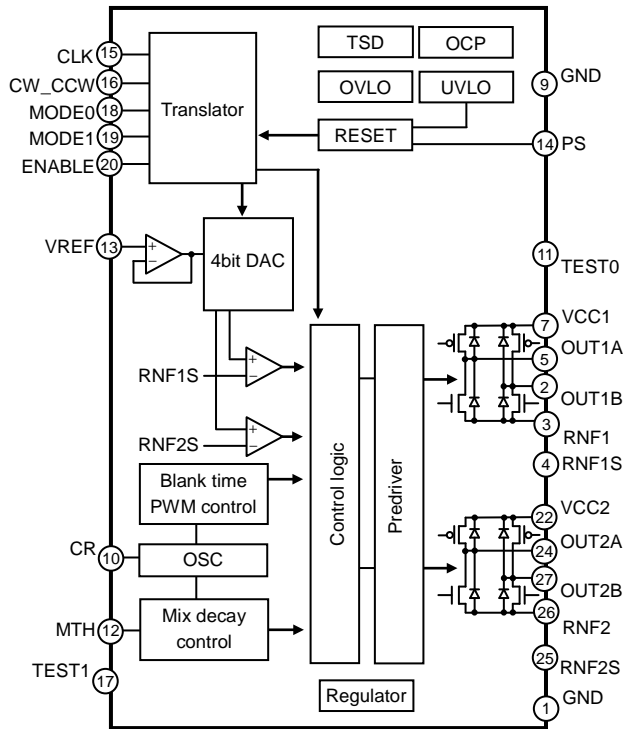 CLK 15
CW_CCW 16
MODE0 18
MODE1 19
ENABLE 20
Translator
TSD
OCP
OVLO
UVLO
RESET
9 GND
14 PS
VREF 13
+
−
4bit DAC
11 TEST0
RNF1S
+
−
RNF2S
+
−
Blank time
PWM control
CR 10
OSC
MTH 12
Mix decay
control
TEST1 17
Control logic
Predriver
7 VCC1
5 OUT1A
2 OUT1B
3 RNF1
4 RNF1S
22 VCC2
24 OUT2A
27 OUT2B
26 RNF2
25 RNF2S
Regulator
1 GND